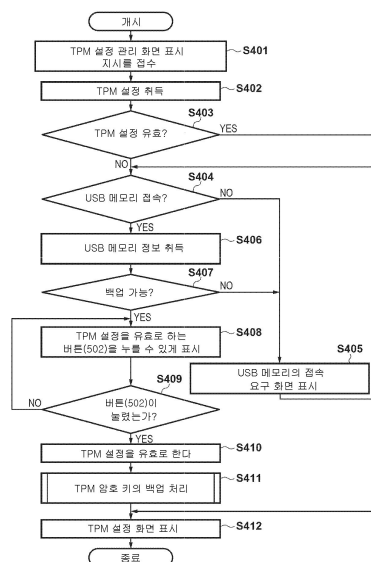 개시
TPM 설정 관리 화면 표시
지시를 접수
S401
TPM 설정 취득
S402
S403
TPM 설정 유효?
YES
NO
S404
USB 메모리 접속?
NO
YES
USB 메모리 정보 취득
S406
S407
백업 가능?
NO
YES
TPM 설정을 유효로 하는
버튼(502)을 누를 수 있게 표시
S408
S405
USB 메모리의 접속
요구 화면 표시
S409
버튼(502)이
눌렸는가?
NO
YES
S410
TPM 설정을 유효로 한다
S411
TPM 암호 키의 백업 처리
TPM 설정 화면 표시
S412
종료